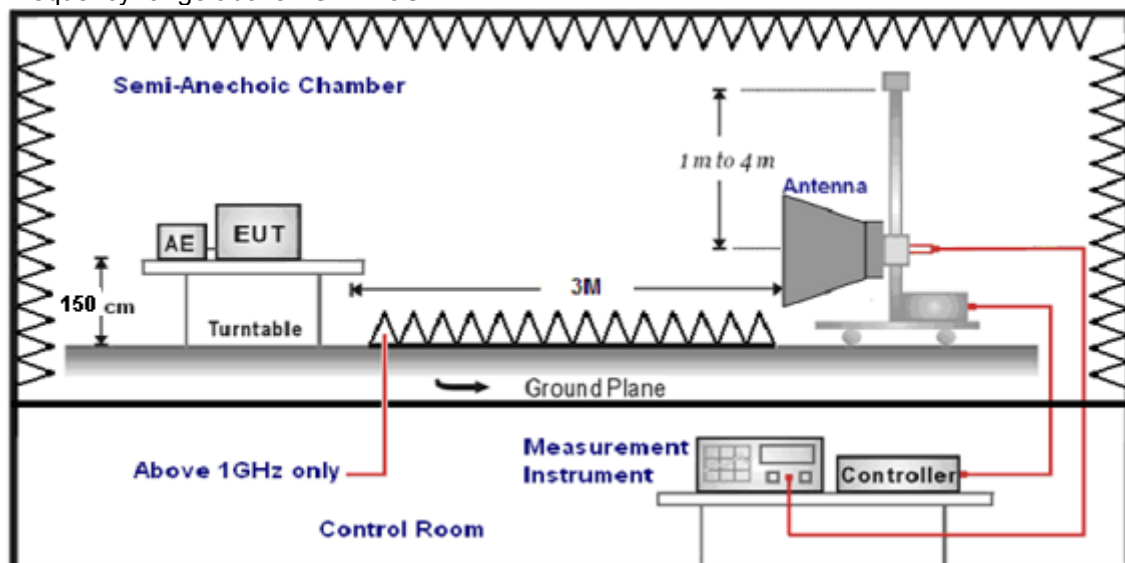 Semi-Anechoic Chamber
1 m to 4 m
Antenna
AE
EUT
150 cm
3M
Turntable
Ground Plane
Above 1GHz only
Measurement
Instrument
Controller
Control Room